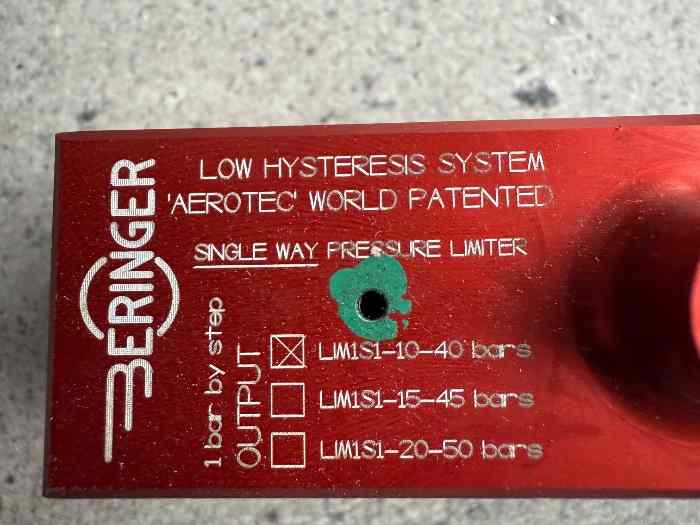 BERINGER
LOW HYSTERESIS SYSTEM
'AEROTEC' WORLD PATENTED
SINGLE WAY PRESSURE LIMITER
1 bar by step
OUTPUT
LIM1S1-10-40 bars
LIM1S1-15-45 bars
LIM1S1-20-50 bars